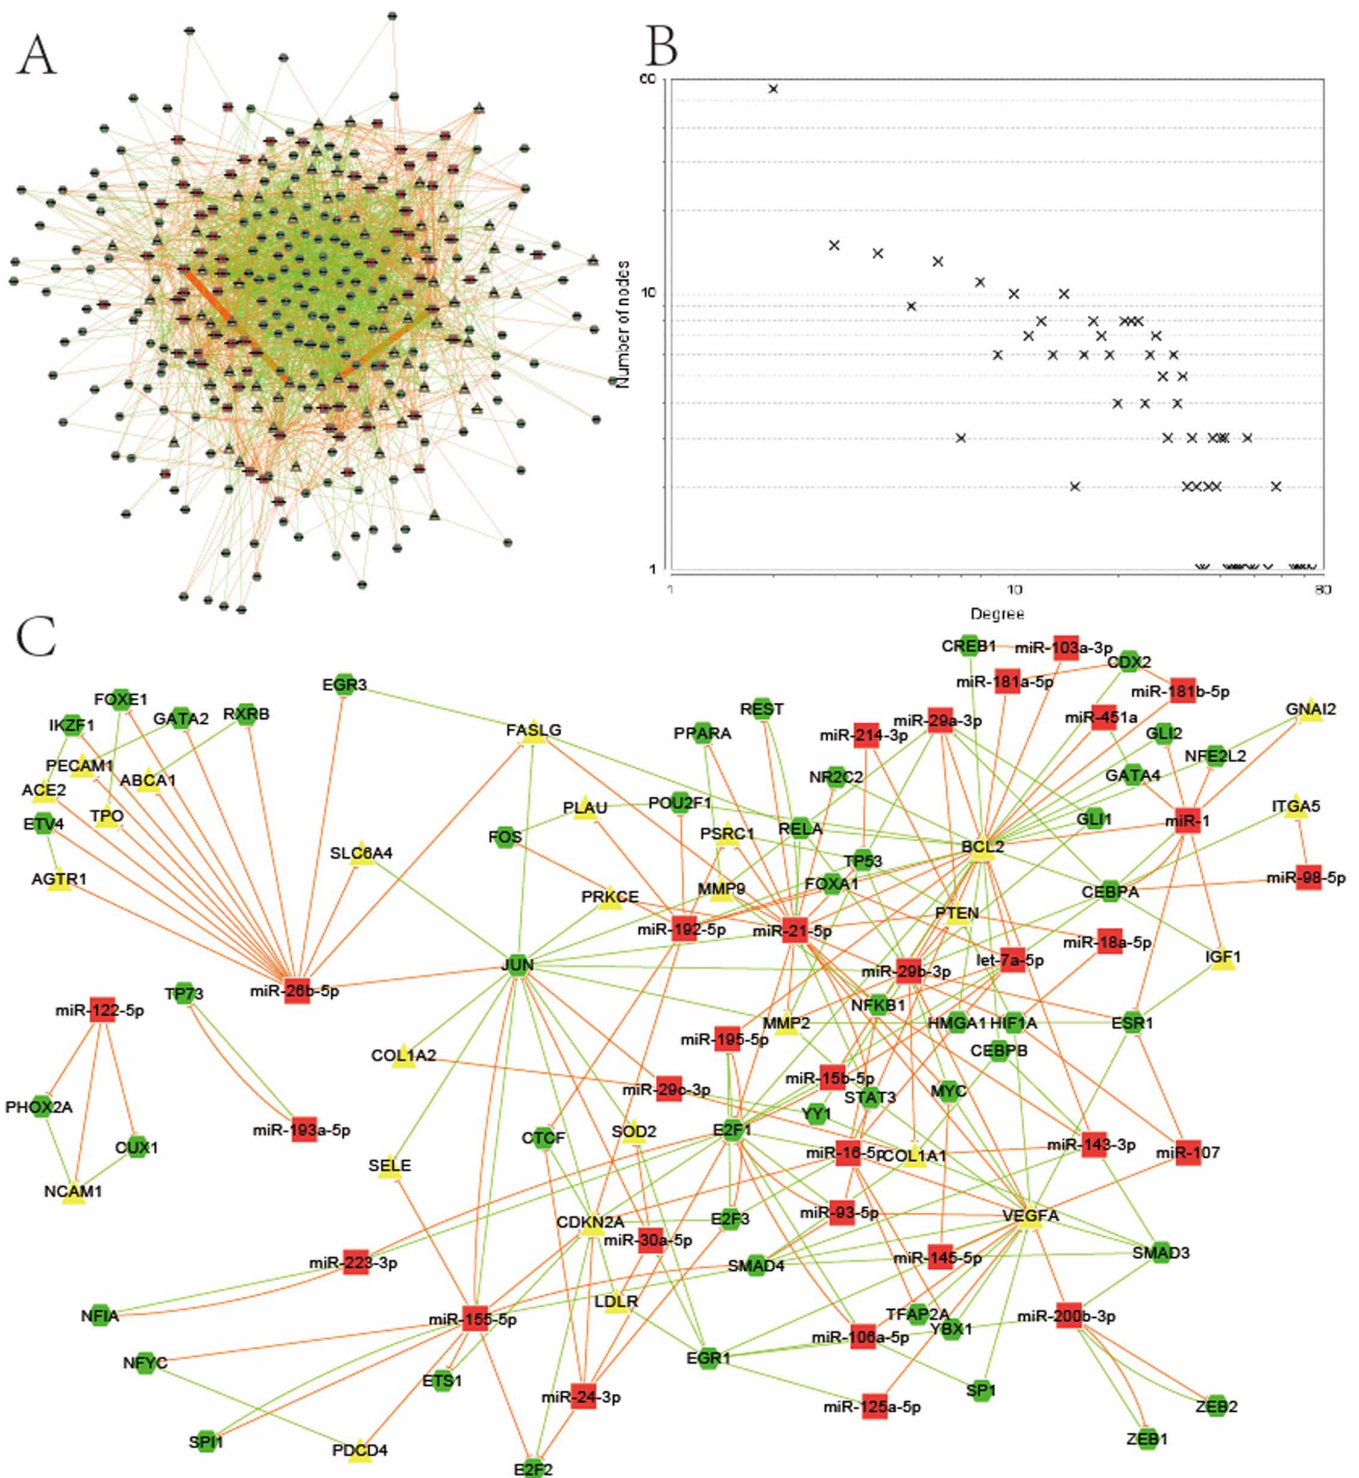 A
B
60
10
1
Number of nodes
1
10
80
Degree
C
CREB1
miR-103a-3p
CDX2
miR-181a-5p
miR-181b-5p
EGR3
FOXE1
IKZF1
GATA2
RXRB
FASLG
REST
PPARA
miR-214-3p
miR-29a-3p
miR-451a
GNAI2
GLI2
NFE2L2
PECAM1
ABCA1
ACE2
TPO
ETV4
NR2C2
GATA4
PLAU
POU2F1
PSRC1
RELA
GLI1
miR-1
ITGA5
FOS
SLC6A4
BCL2
TP53
AGTR1
FOXA1
CEBPA
miR-98-5p
PRKCE
MMP9
PTEN
miR-192-5p
miR-21-5p
miR-18a-5p
JUN
miR-29b-3p
let-7a-5p
IGF1
miR-26b-5p
TP73
miR-122-5p
NFKB1
MMP2
HMGA1
HIF1A
ESR1
miR-195-5p
COL1A2
CEBPB
miR-29c-3p
miR-15b-5p
STAT3
MYC
PHOX2A
YY1
miR-193a-5p
CUX1
CTCF
SOD2
E2F1
miR-16-5p
COL1A1
miR-143-3p
miR-107
SELE
NCAM1
CDKN2A
E2F3
miR-93-5p
VEGFA
miR-30a-5p
miR-223-3p
SMAD4
miR-145-5p
SMAD3
LDLR
NFIA
miR-155-5p
TFAP2A
YBX1
miR-200b-3p
miR-106a-5p
NFYC
EGR1
ETS1
miR-24-3p
SP1
miR-125a-5p
ZEB2
SPI1
PDCD4
ZEB1
E2F2